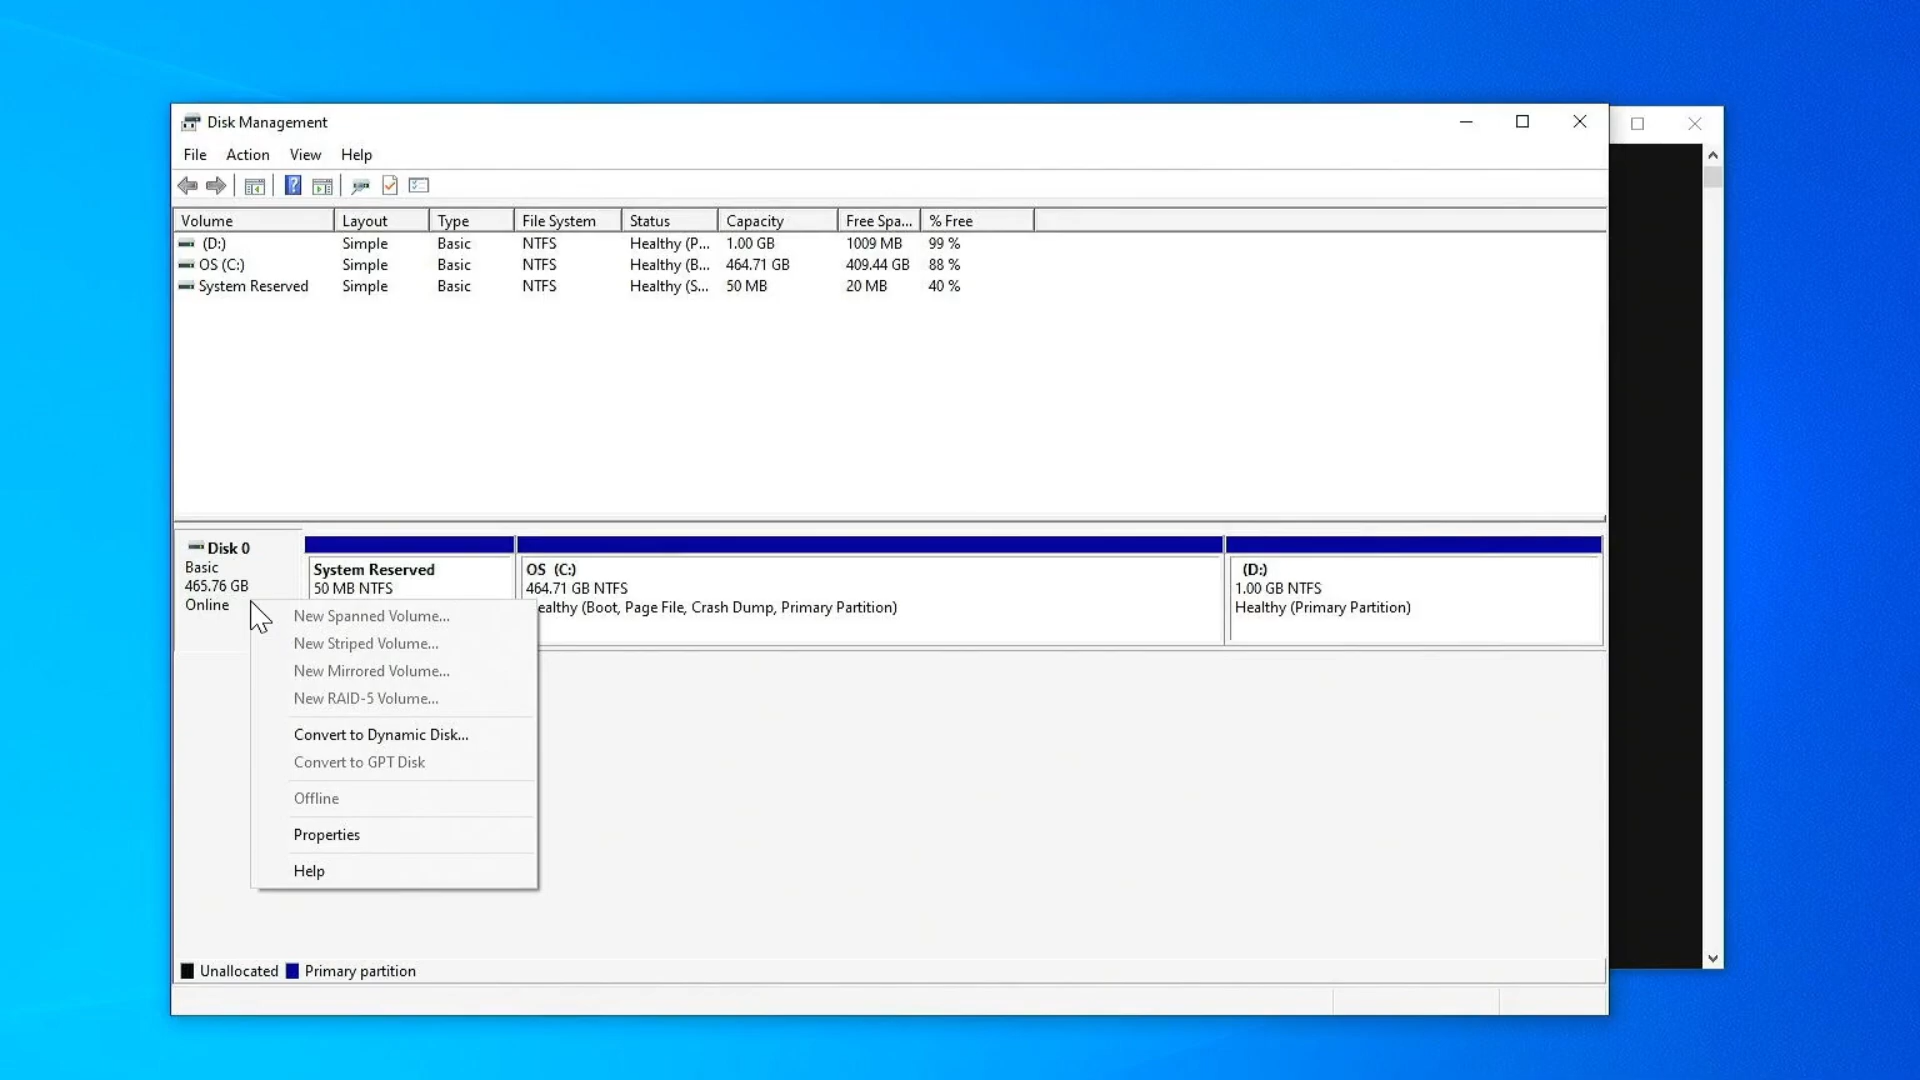 Disk Management
File Action View Help
Volume Layout Type File System Status Capacity Free Spa... % Free
(D:) Simple Basic NTFS Healthy (P... 1.00 GB 1009 MB 99 %
OS (C:) Simple Basic NTFS Healthy (B... 464.71 GB 409.44 GB 88 %
System Reserved Simple Basic NTFS Healthy (S... 50 MB 20 MB 40 %
Disk 0
Basic
465.76 GB
Online
System Reserved
50 MB NTFS
OS (C:)
464.71 GB NTFS
ealthy (Boot, Page File, Crash Dump, Primary Partition)
(D:)
1.00 GB NTFS
Healthy (Primary Partition)
New Spanned Volume...
New Striped Volume...
New Mirrored Volume...
New RAID-5 Volume...
Convert to Dynamic Disk...
Convert to GPT Disk
Offline
Properties
Help
Unallocated Primary partition